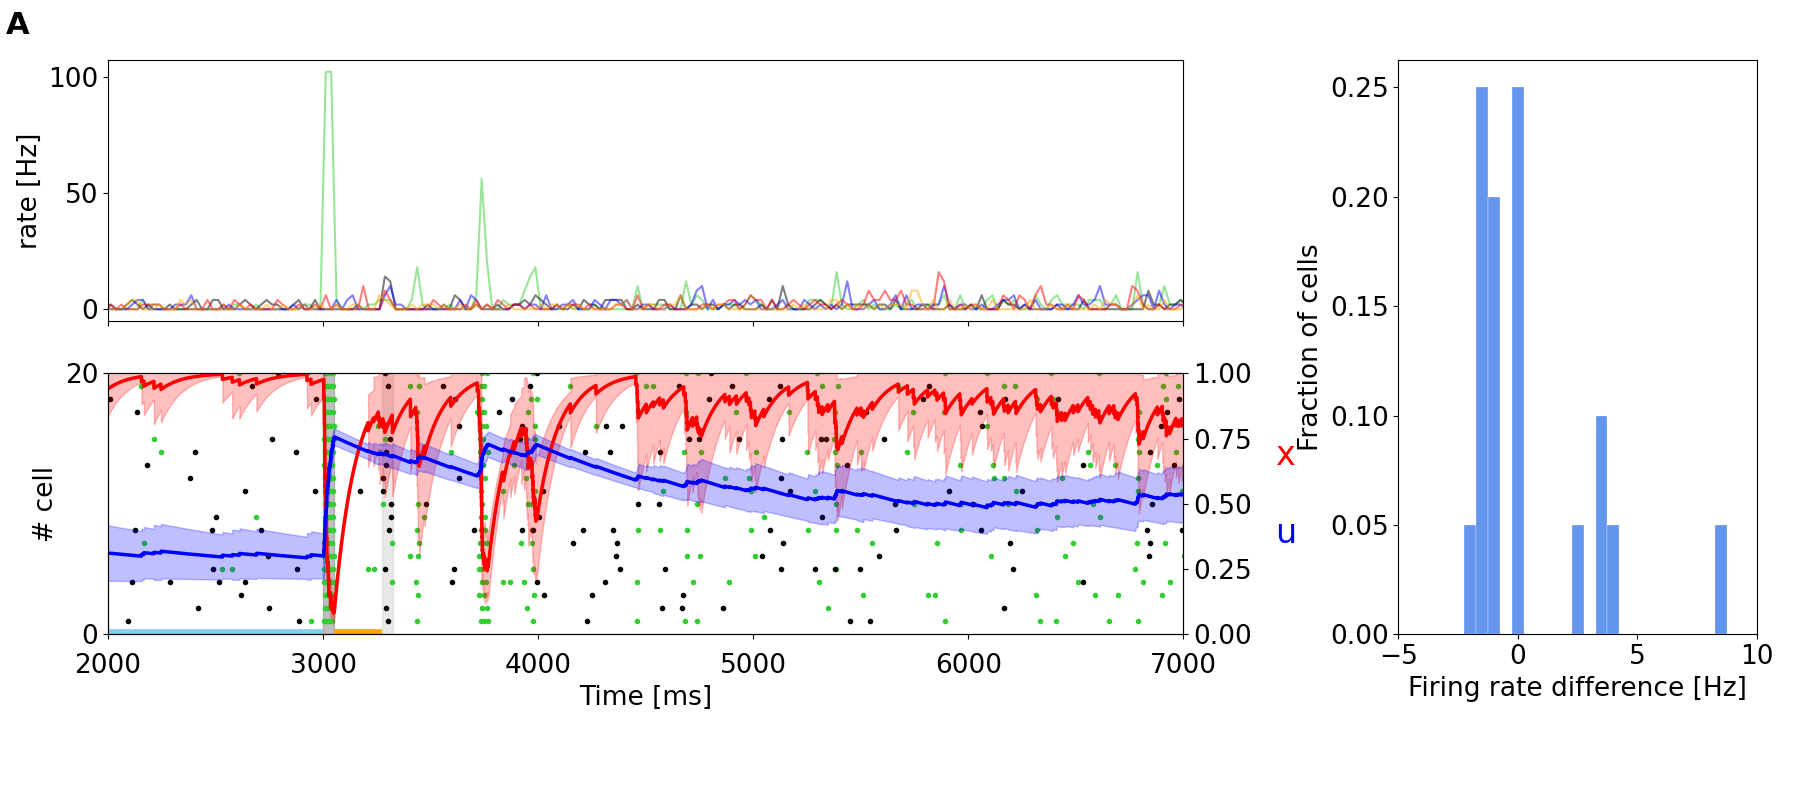 A
100
50
0
rate [Hz]
20
0
# cell
1.00
0.75
0.50
0.25
0.00
x
u
2000 3000 4000 5000 6000 7000
Time [ms]
0.25
0.20
0.15
0.10
0.05
0.00
Fraction of cells
−5 0 5 10
Firing rate difference [Hz]